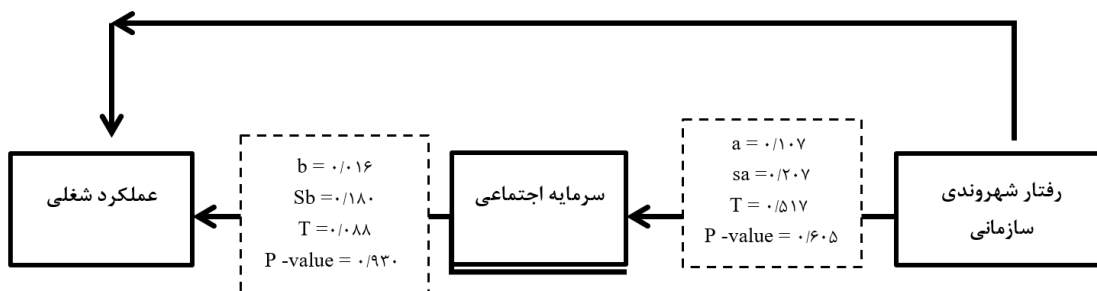 رفتار شهروندی
سازمانی
a = ۰/۱۰۷
sa =۰/۲۰۷
T = ۰/۵۱۷
P -value = ۰/۶۰۵
سرمایه اجتماعی
b = ۰/۰۱۶
Sb =۰/۱۸۰
T =۰/۰۸۸
P -value = ۰/۹۳۰
عملکرد شغلی